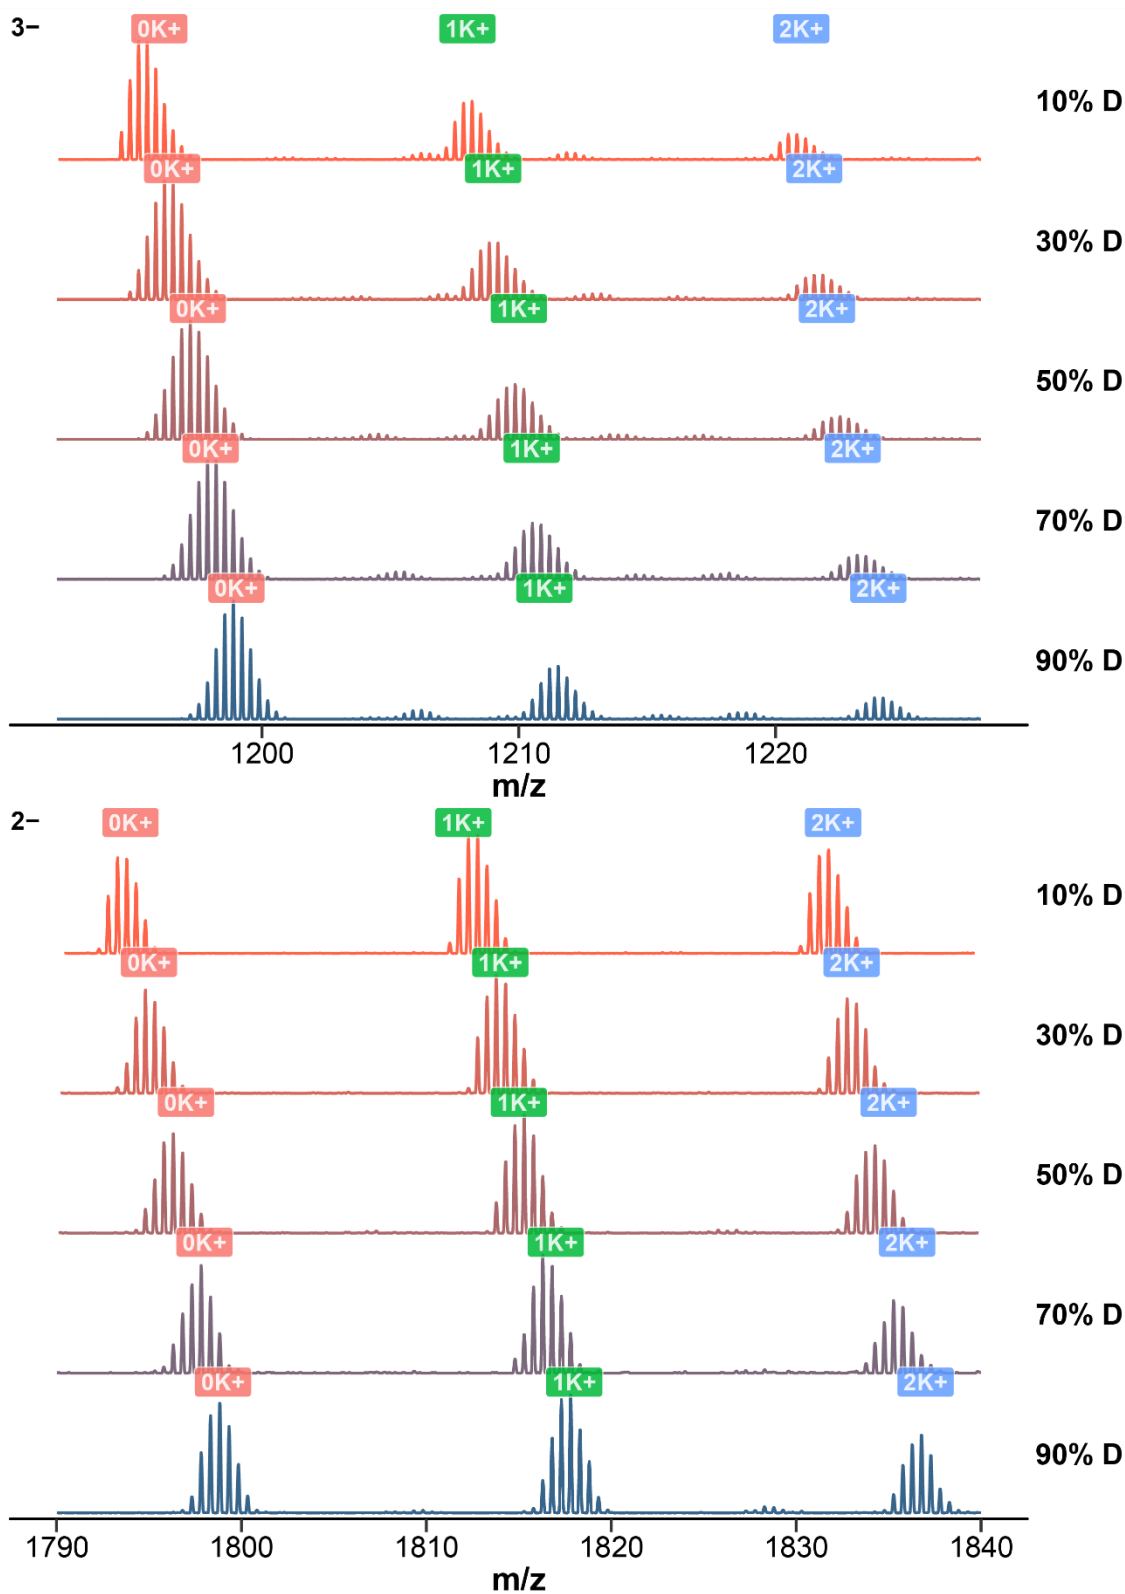 3−
0K+ 1K+ 2K+
10% D
0K+ 1K+ 2K+
30% D
0K+ 1K+ 2K+
50% D
0K+ 1K+ 2K+
70% D
0K+ 1K+ 2K+
90% D
1200 1210 1220
m/z
2−
0K+ 1K+ 2K+
10% D
0K+ 1K+ 2K+
30% D
0K+ 1K+ 2K+
50% D
0K+ 1K+ 2K+
70% D
0K+ 1K+ 2K+
90% D
1790 1800 1810 1820 1830 1840
m/z